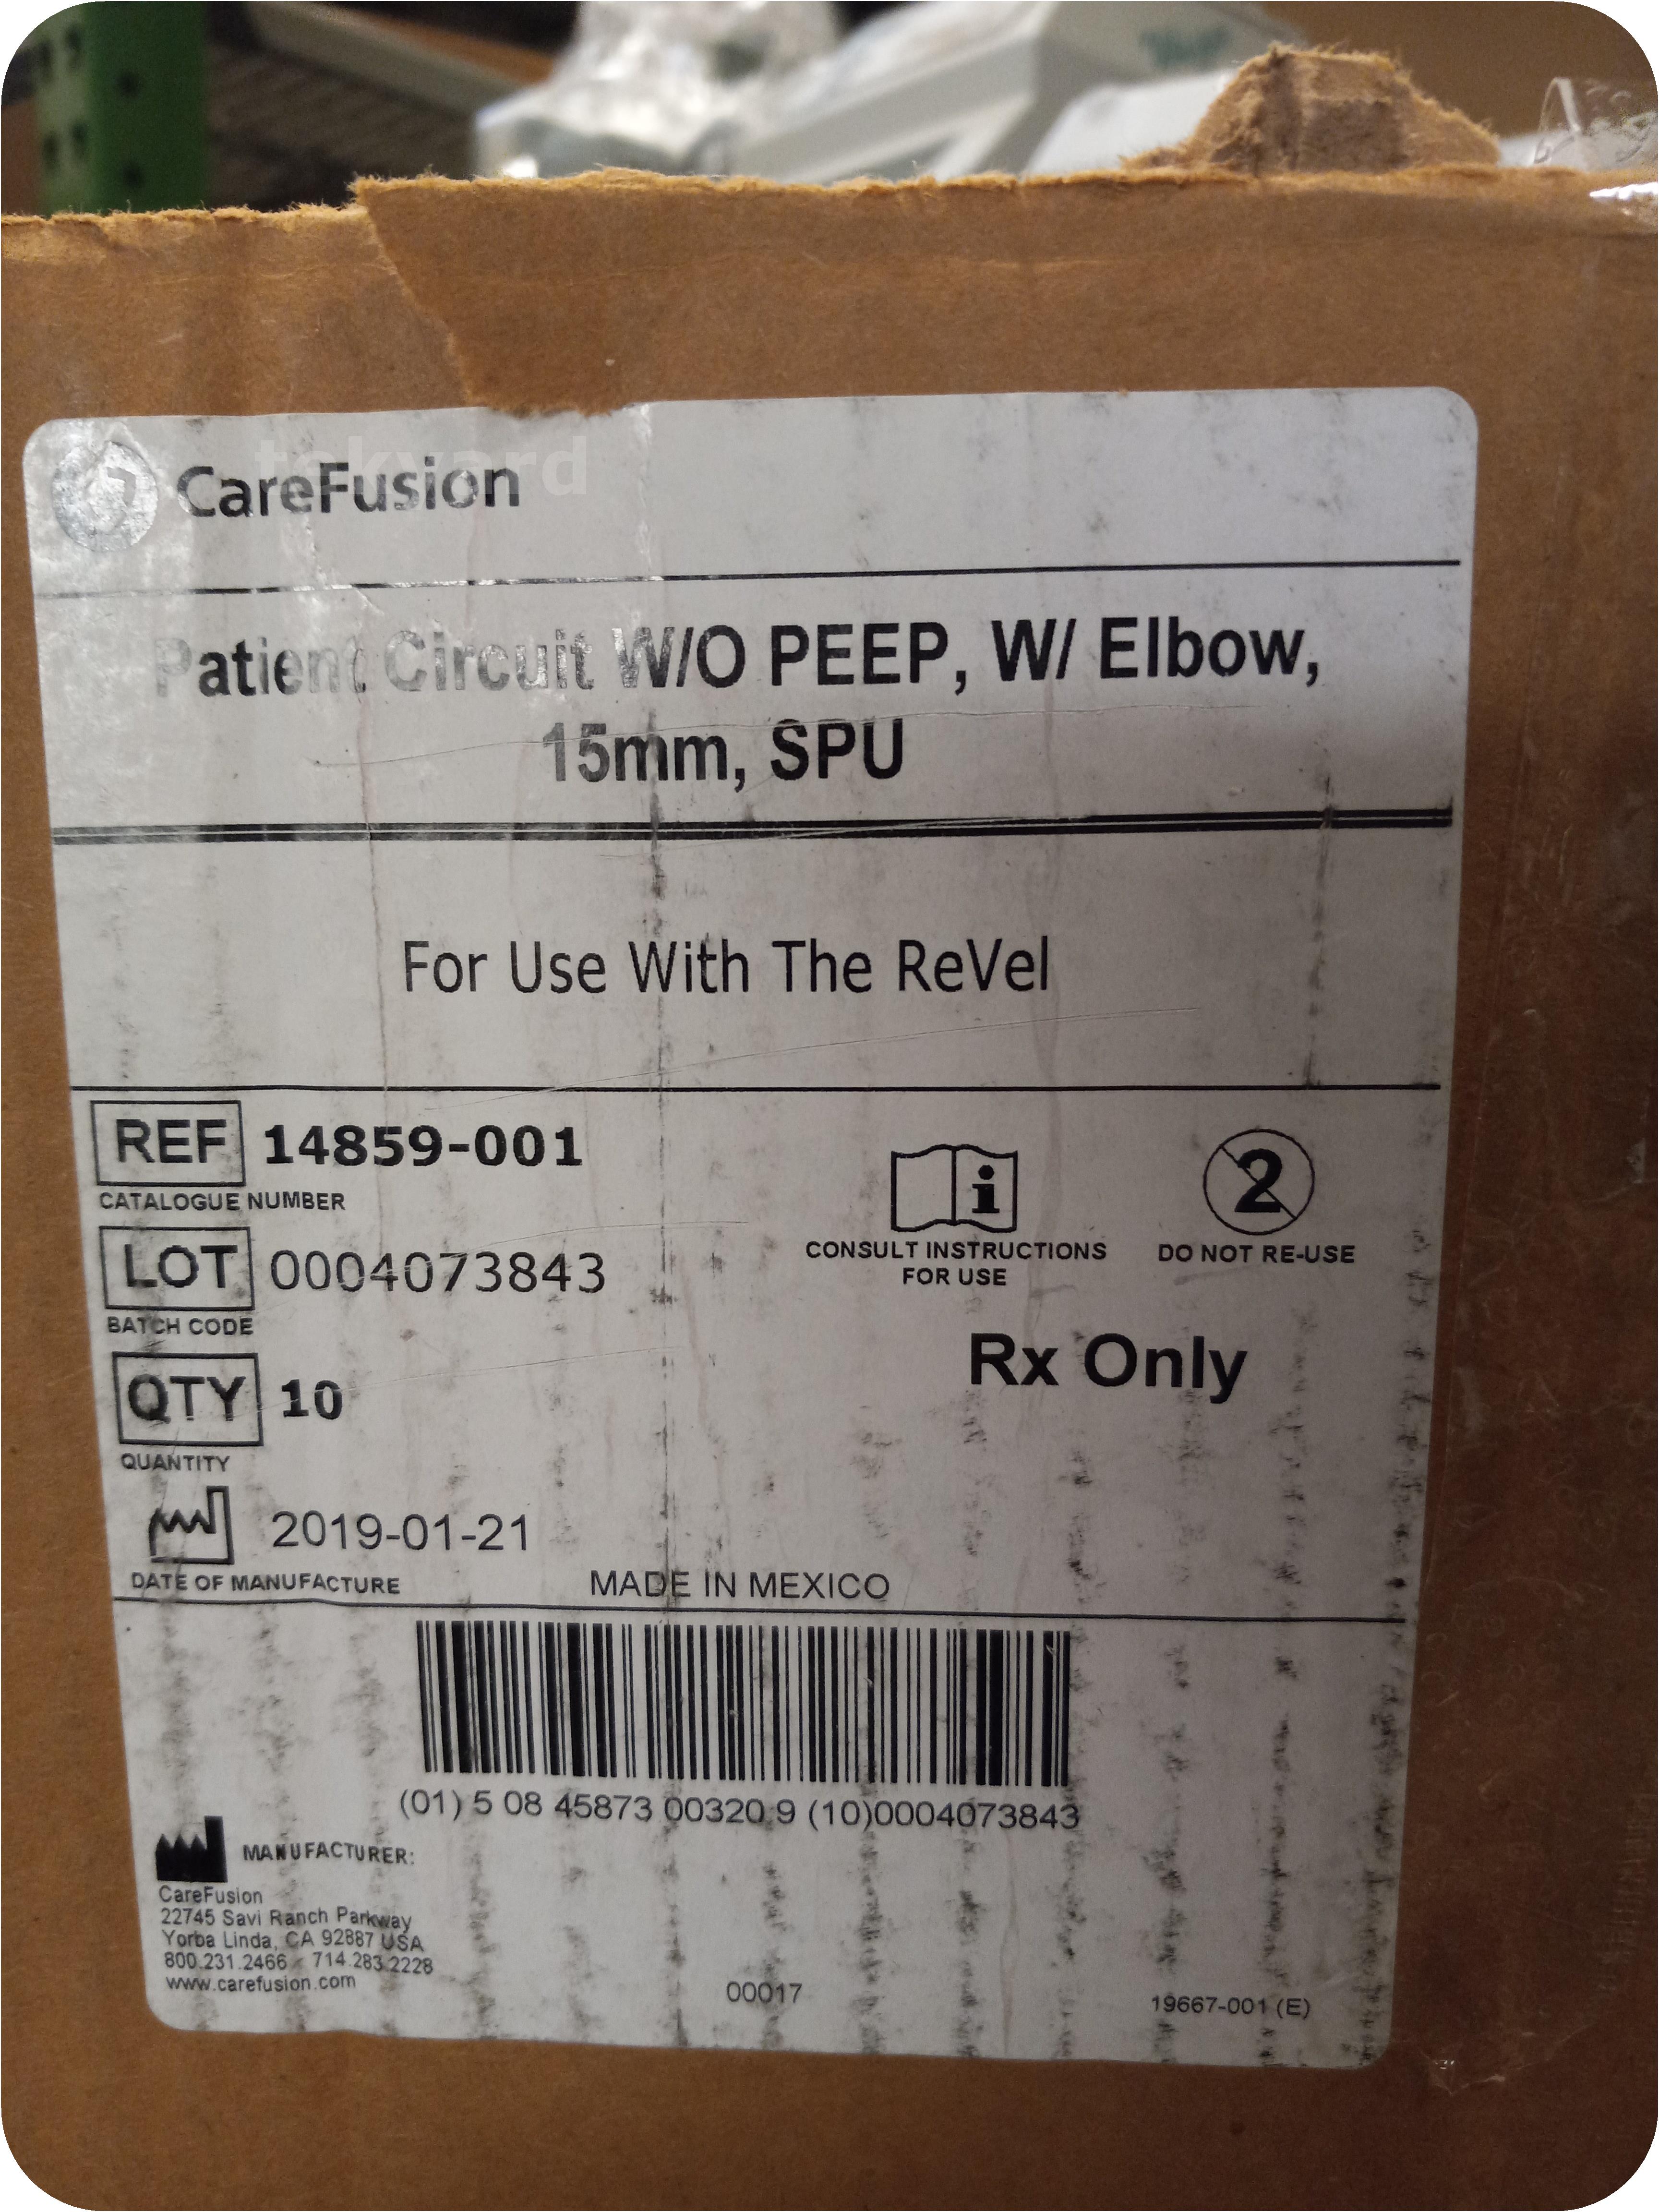 tekyard
CareFusion
Patient Circuit W/O PEEP, W/ Elbow,
15mm, SPU
For Use With The ReVel
REF 14859-001
CATALOGUE NUMBER
LOT 0004073843
BATCH CODE
QTY 10
QUANTITY
2019-01-21
DATE OF MANUFACTURE
i
CONSULT INSTRUCTIONS
FOR USE
2
DO NOT RE-USE
Rx Only
MADE IN MEXICO
(01) 5 08 45873 00320 9 (10)0004073843
MANUFACTURER:
CareFusion
22745 Savi Ranch Parkway
Yorba Linda, CA 92887 USA
800.231.2466 714.283.2228
www.carefusion.com
00017
19667-001 (E)